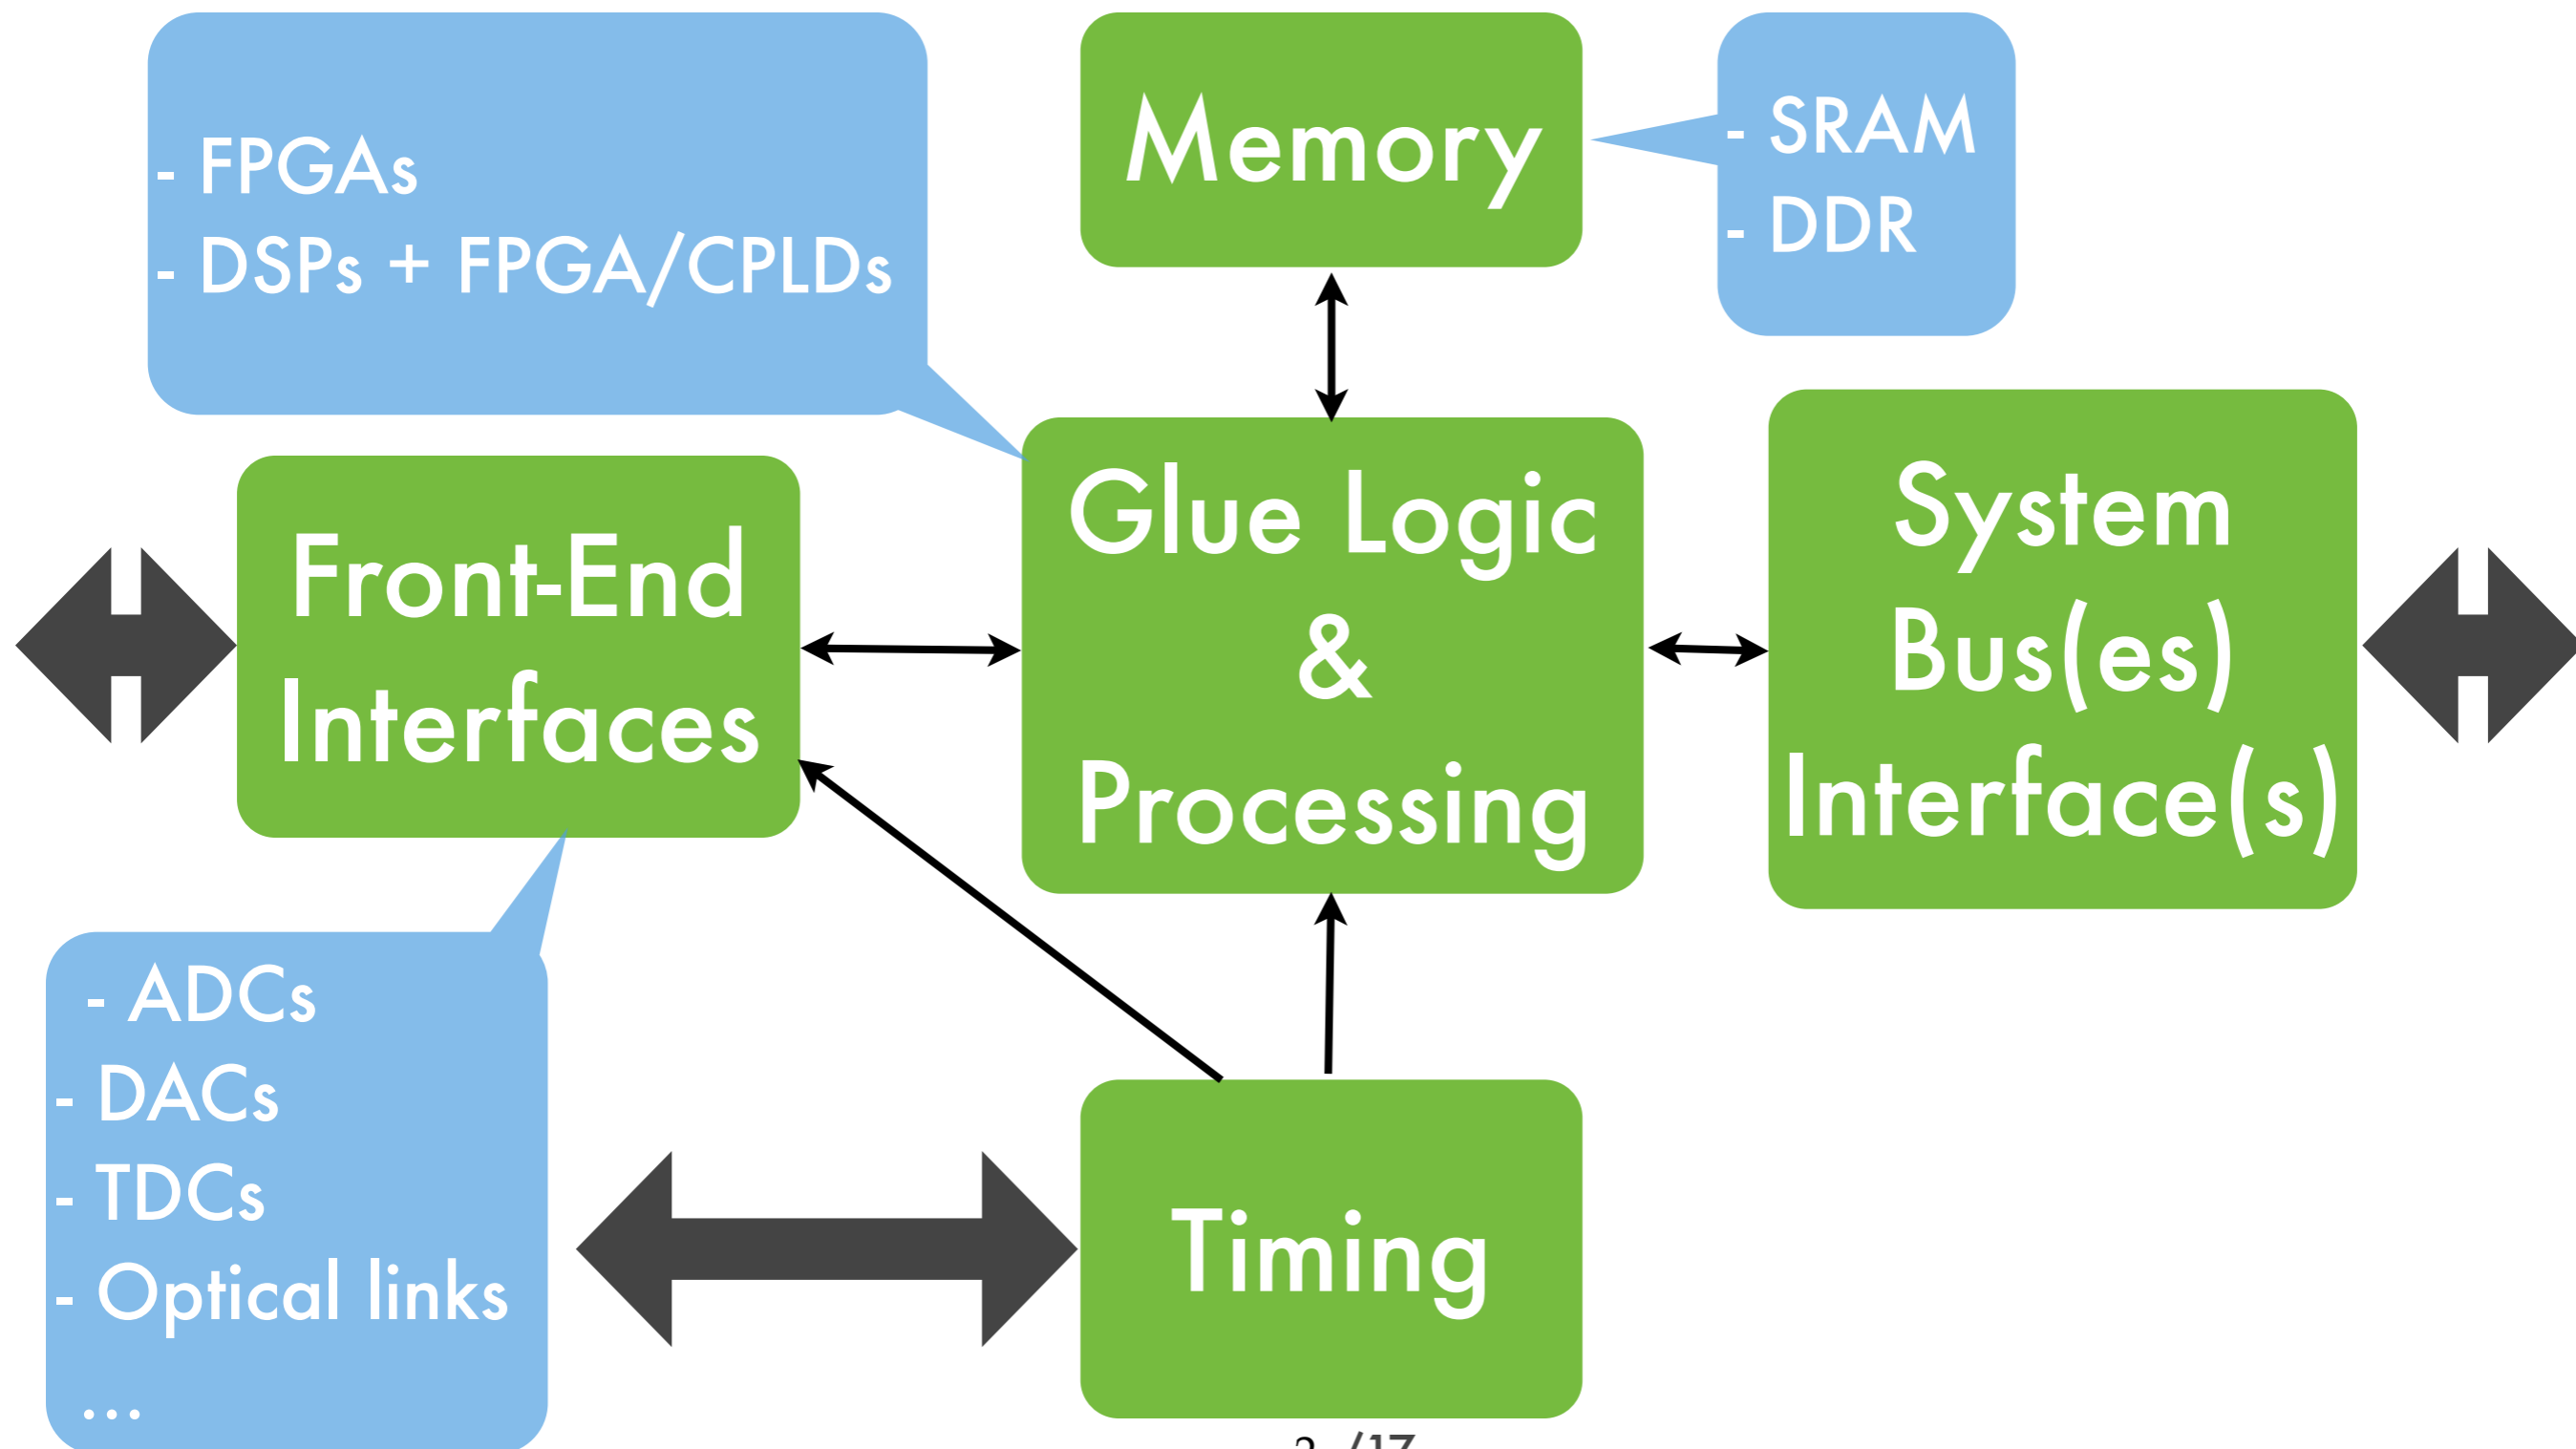 - FPGAs
- DSPs + FPGA/CPLDs
Memory
- SRAM
- DDR
Front-End
Interfaces
Glue Logic
&
Processing
System
Bus(es)
Interface(s)
- ADCs
- DACs
- TDCs
- Optical links
...
Timing
/17